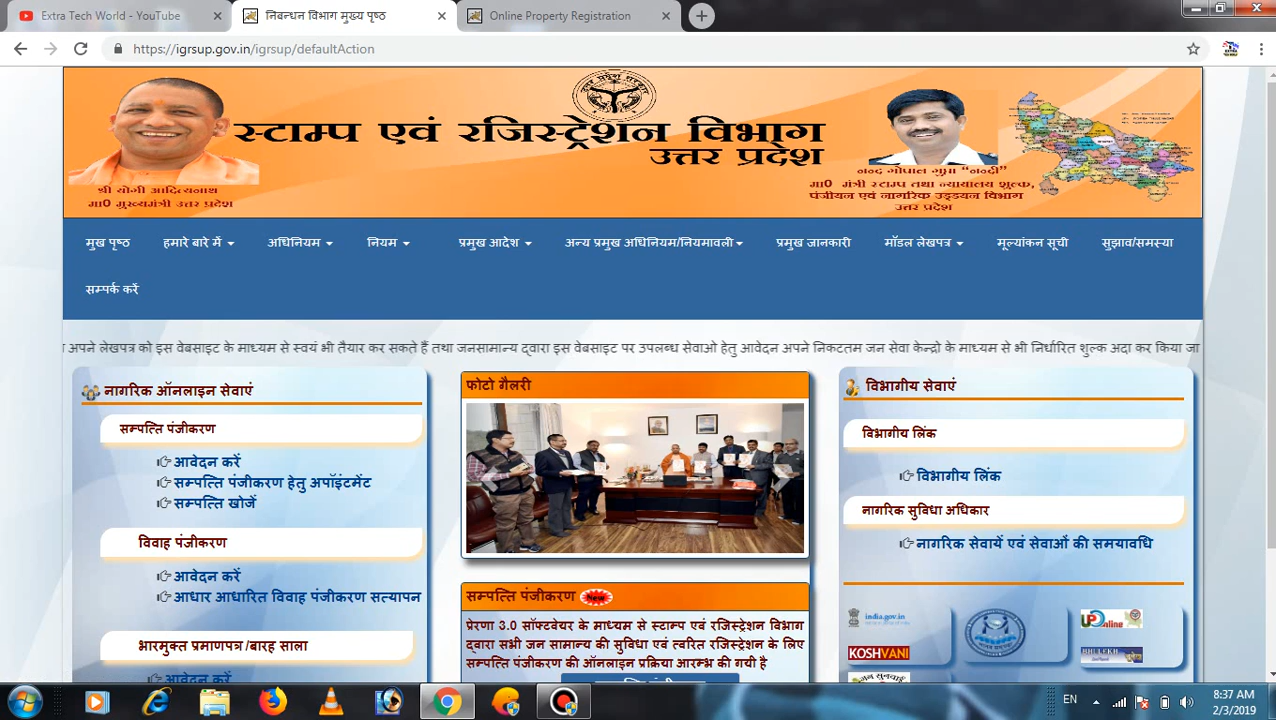 Extra Tech World - YouTube
निबन्धन विभाग मुख्य पृष्ठ
Online Property Registration
https://igrsup.gov.in/igrsup/defaultAction
स्टाम्प एवं रजिस्ट्रेशन विभाग
उत्तर प्रदेश
श्री योगी आदित्यनाथ
मा0 मुख्यमंत्री उत्तर प्रदेश
नन्द गोपाल गुप्ता “नन्दी”
मा0 मंत्री स्टाम्प तथा न्यायालय शुल्क,
पंजीयन एवं नागरिक उड्डयन विभाग
उत्तर प्रदेश
मुख पृष्ठ हमारे बारे में अधिनियम नियम प्रमुख आदेश अन्य प्रमुख अधिनियम/नियमावली प्रमुख जानकारी मॉडल लेखपत्र मूल्यांकन सूची सुझाव/समस्या
सम्पर्क करें
अपने लेखपत्र को इस वेबसाइट के माध्यम से स्वयं भी तैयार कर सकते हैं तथा जनसामान्य द्वारा इस वेबसाइट पर उपलब्ध सेवाओ हेतु आवेदन अपने निकटतम जन सेवा केन्द्रो के माध्यम से भी निर्धारित शुल्क अदा कर किया जा
नागरिक ऑनलाइन सेवाएं
सम्पत्ति पंजीकरण
आवेदन करें
सम्पत्ति पंजीकरण हेतु अपॉइंटमेंट
सम्पत्ति खोजें
विवाह पंजीकरण
आवेदन करें
आधार आधारित विवाह पंजीकरण सत्यापन
भारमुक्त प्रमाणपत्र /बारह साला
आवेदन करें
फोटो गैलरी
सम्पत्ति पंजीकरण New
प्रेरणा 3.0 सॉफ्टवेयर के माध्यम से स्टाम्प एवं रजिस्ट्रेशन विभाग
द्वारा सभी जन सामान्य की सुविधा एवं त्वरित रजिस्ट्रेशन के लिए
सम्पत्ति पंजीकरण की ऑनलाइन प्रक्रिया आरम्भ की गयी है
विभागीय सेवाएं
विभागीय लिंक
विभागीय लिंक
नागरिक सुविधा अधिकार
नागरिक सेवायें एवं सेवाओं की समयावधि
india.gov.in
KOSHVANI
UPOnline
BHULEKH
जन सुनवाई
EN
8:37 AM
2/3/2019